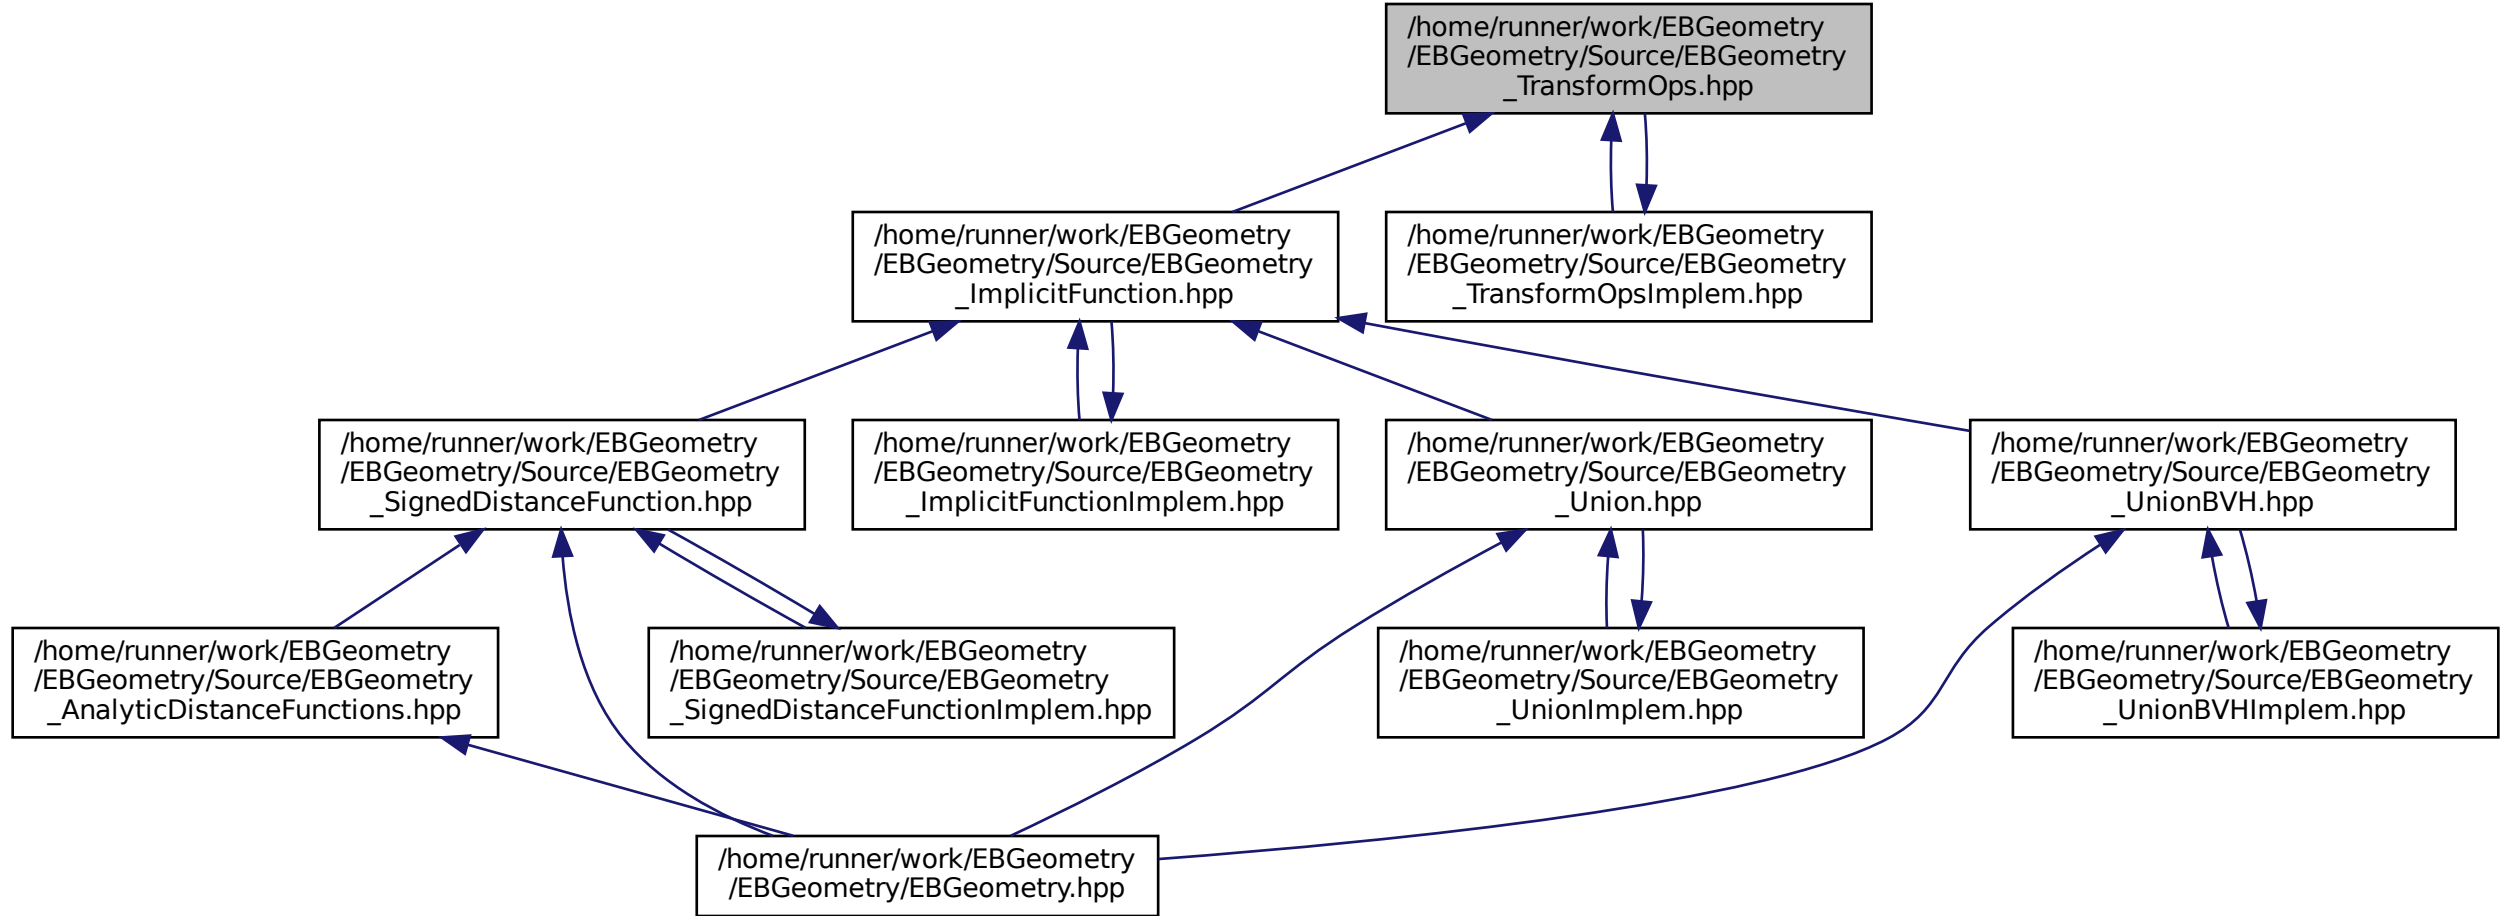 /home/runner/work/EBGeometry
/EBGeometry/Source/EBGeometry
_TransformOps.hpp
/home/runner/work/EBGeometry
/EBGeometry/Source/EBGeometry
_ImplicitFunction.hpp
/home/runner/work/EBGeometry
/EBGeometry/Source/EBGeometry
_TransformOpsImplem.hpp
/home/runner/work/EBGeometry
/EBGeometry/Source/EBGeometry
_SignedDistanceFunction.hpp
/home/runner/work/EBGeometry
/EBGeometry/Source/EBGeometry
_ImplicitFunctionImplem.hpp
/home/runner/work/EBGeometry
/EBGeometry/Source/EBGeometry
_Union.hpp
/home/runner/work/EBGeometry
/EBGeometry/Source/EBGeometry
_UnionBVH.hpp
/home/runner/work/EBGeometry
/EBGeometry/Source/EBGeometry
_AnalyticDistanceFunctions.hpp
/home/runner/work/EBGeometry
/EBGeometry/Source/EBGeometry
_SignedDistanceFunctionImplem.hpp
/home/runner/work/EBGeometry
/EBGeometry/Source/EBGeometry
_UnionImplem.hpp
/home/runner/work/EBGeometry
/EBGeometry/Source/EBGeometry
_UnionBVHImplem.hpp
/home/runner/work/EBGeometry
/EBGeometry/EBGeometry.hpp